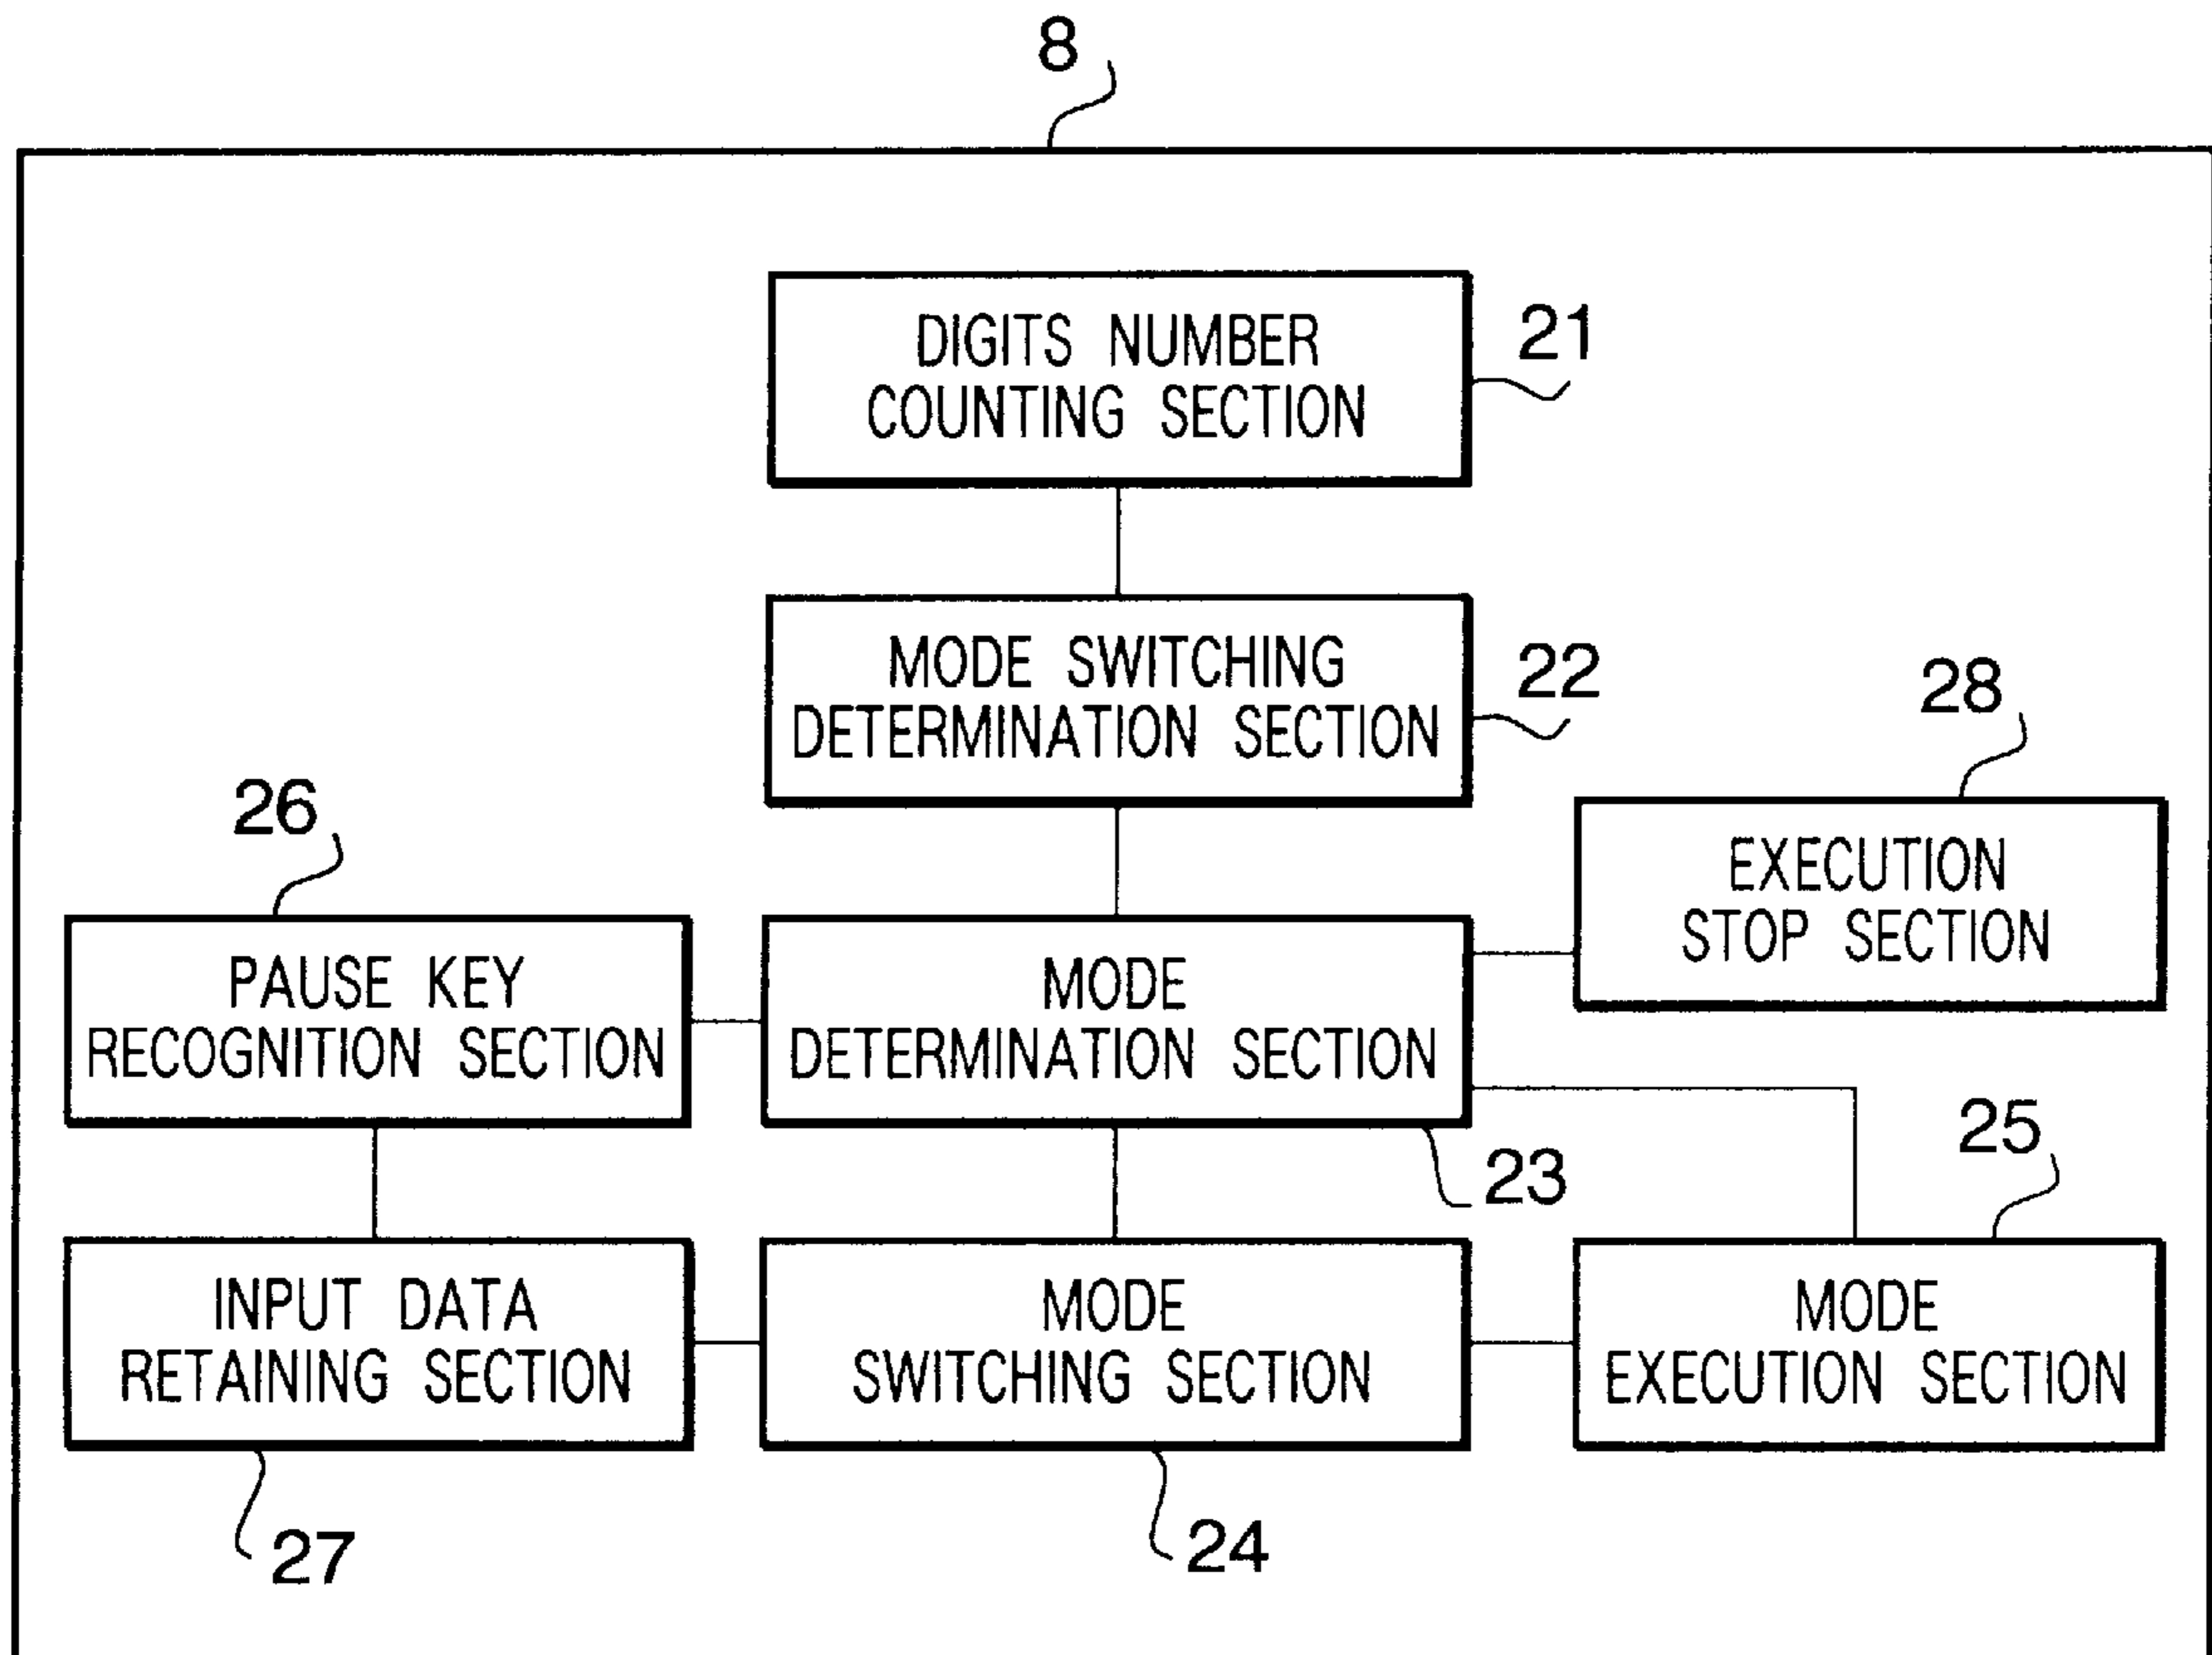 8
DIGITS NUMBER
COUNTING SECTION
21
MODE SWITCHING
DETERMINATION SECTION
22
28
EXECUTION
STOP SECTION
26
PAUSE KEY
RECOGNITION SECTION
MODE
DETERMINATION SECTION
23
25
INPUT DATA
RETAINING SECTION
MODE
SWITCHING SECTION
MODE
EXECUTION SECTION
27
24